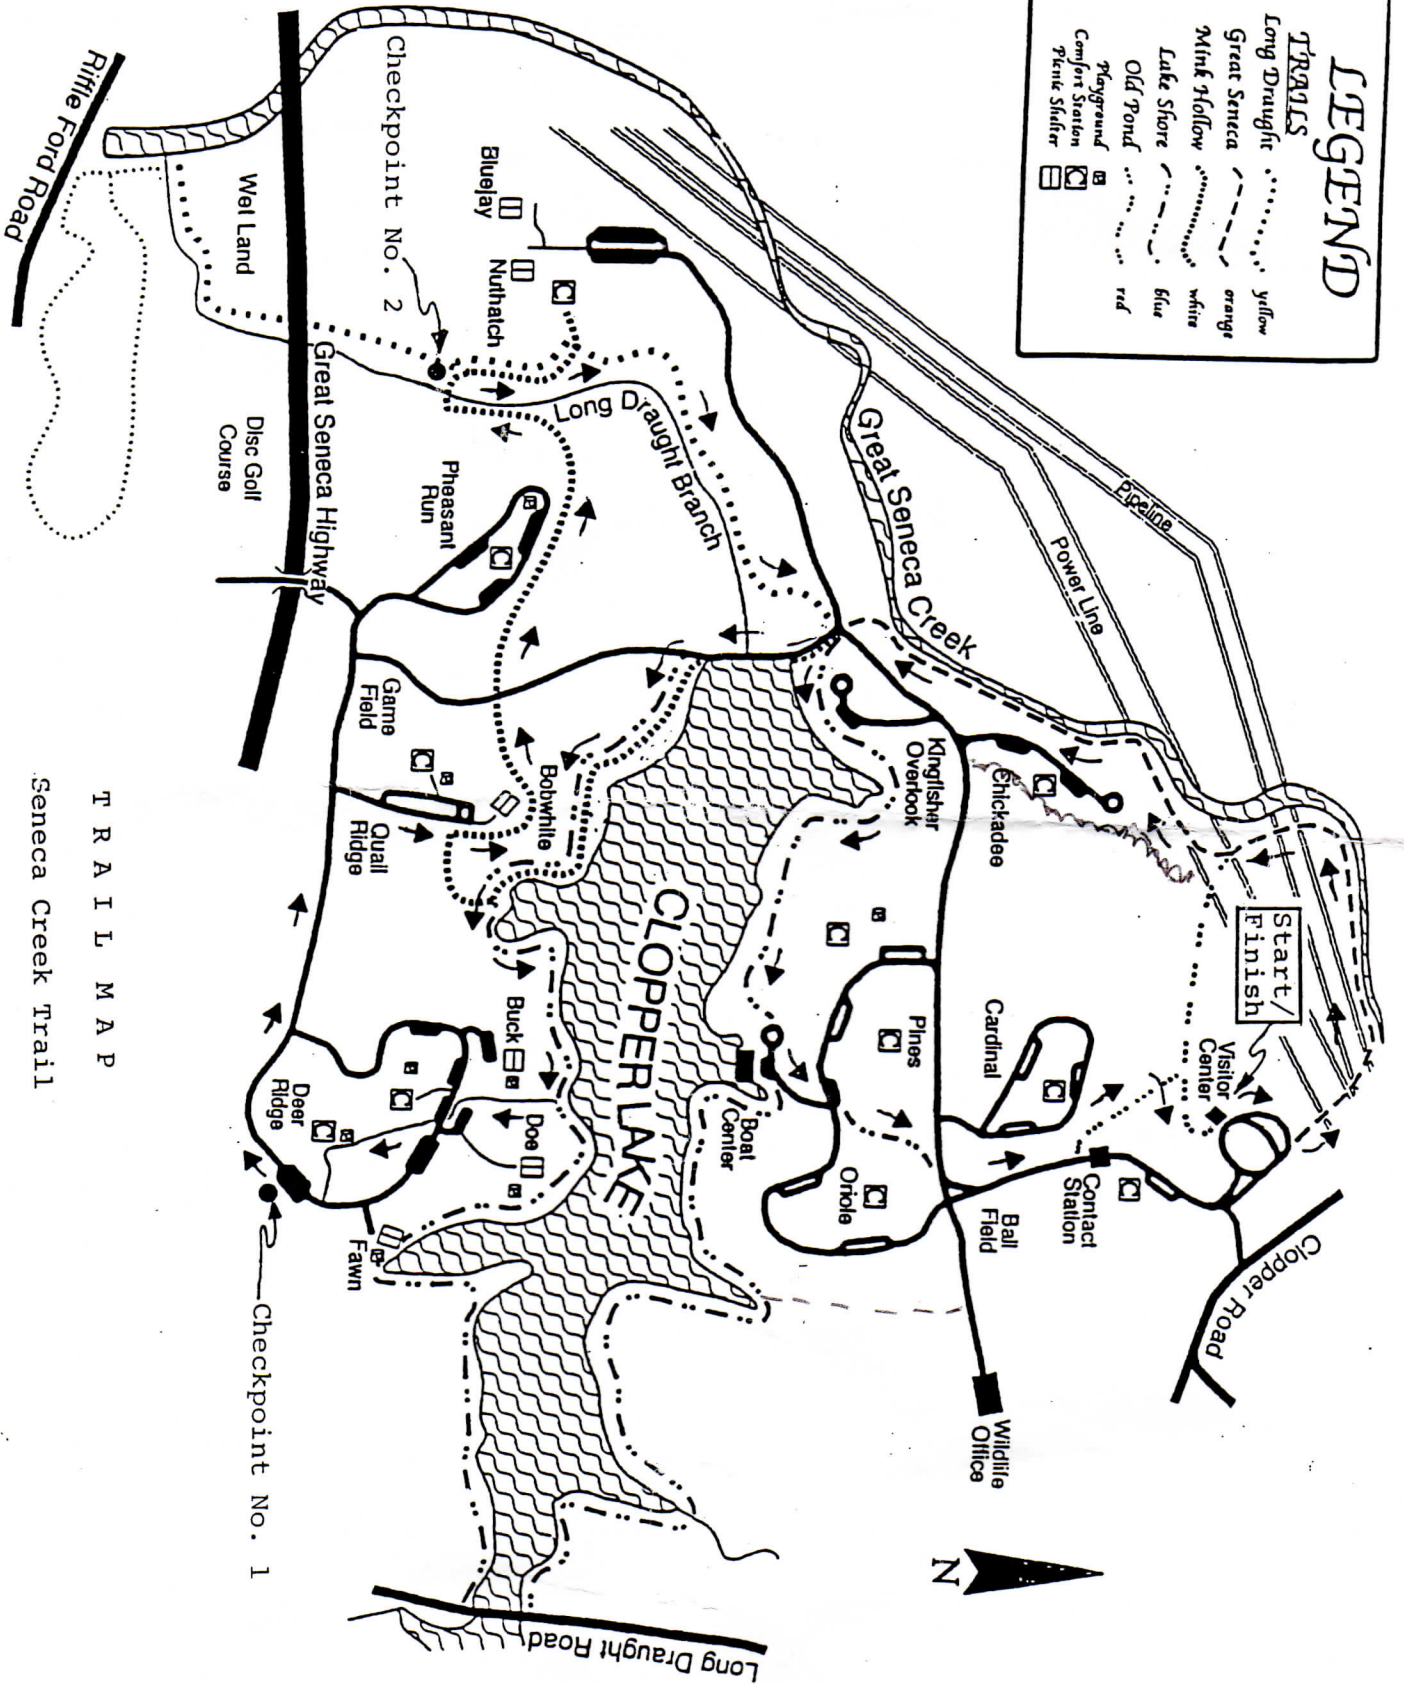 LEGEND
TRAILS
Long Draught yellow
Great Seneca orange
Mink Hollow white
Lake Shore blue
Old Pond red
Playground
Comfort Station C
Picnic Shelter
Riffle Ford Road
Wet Land
Checkpoint No. 2
Bluejay
Nuthatch
C
Great Seneca Highway
Disc Golf
Course
Long Draught Branch
Pheasant
Run
C
Great Seneca Creek
Pipeline
Power Line
Game
Field
C
Quail
Ridge
Bobwhite
Kingfisher
Overlook
Chickadee
C
Start/
Finish
Visitor
Center
CLOPPER LAKE
C
Pines
C
Cardinal
C
Contact
Station
C
Ball
Field
Oriole
C
Boat
Center
Buck
Doe
C
Deer
Ridge
C
Fawn
Checkpoint No. 1
Clopper Road
Wildlife
Office
N
Long Draught Road
TRAIL MAP
Seneca Creek Trail